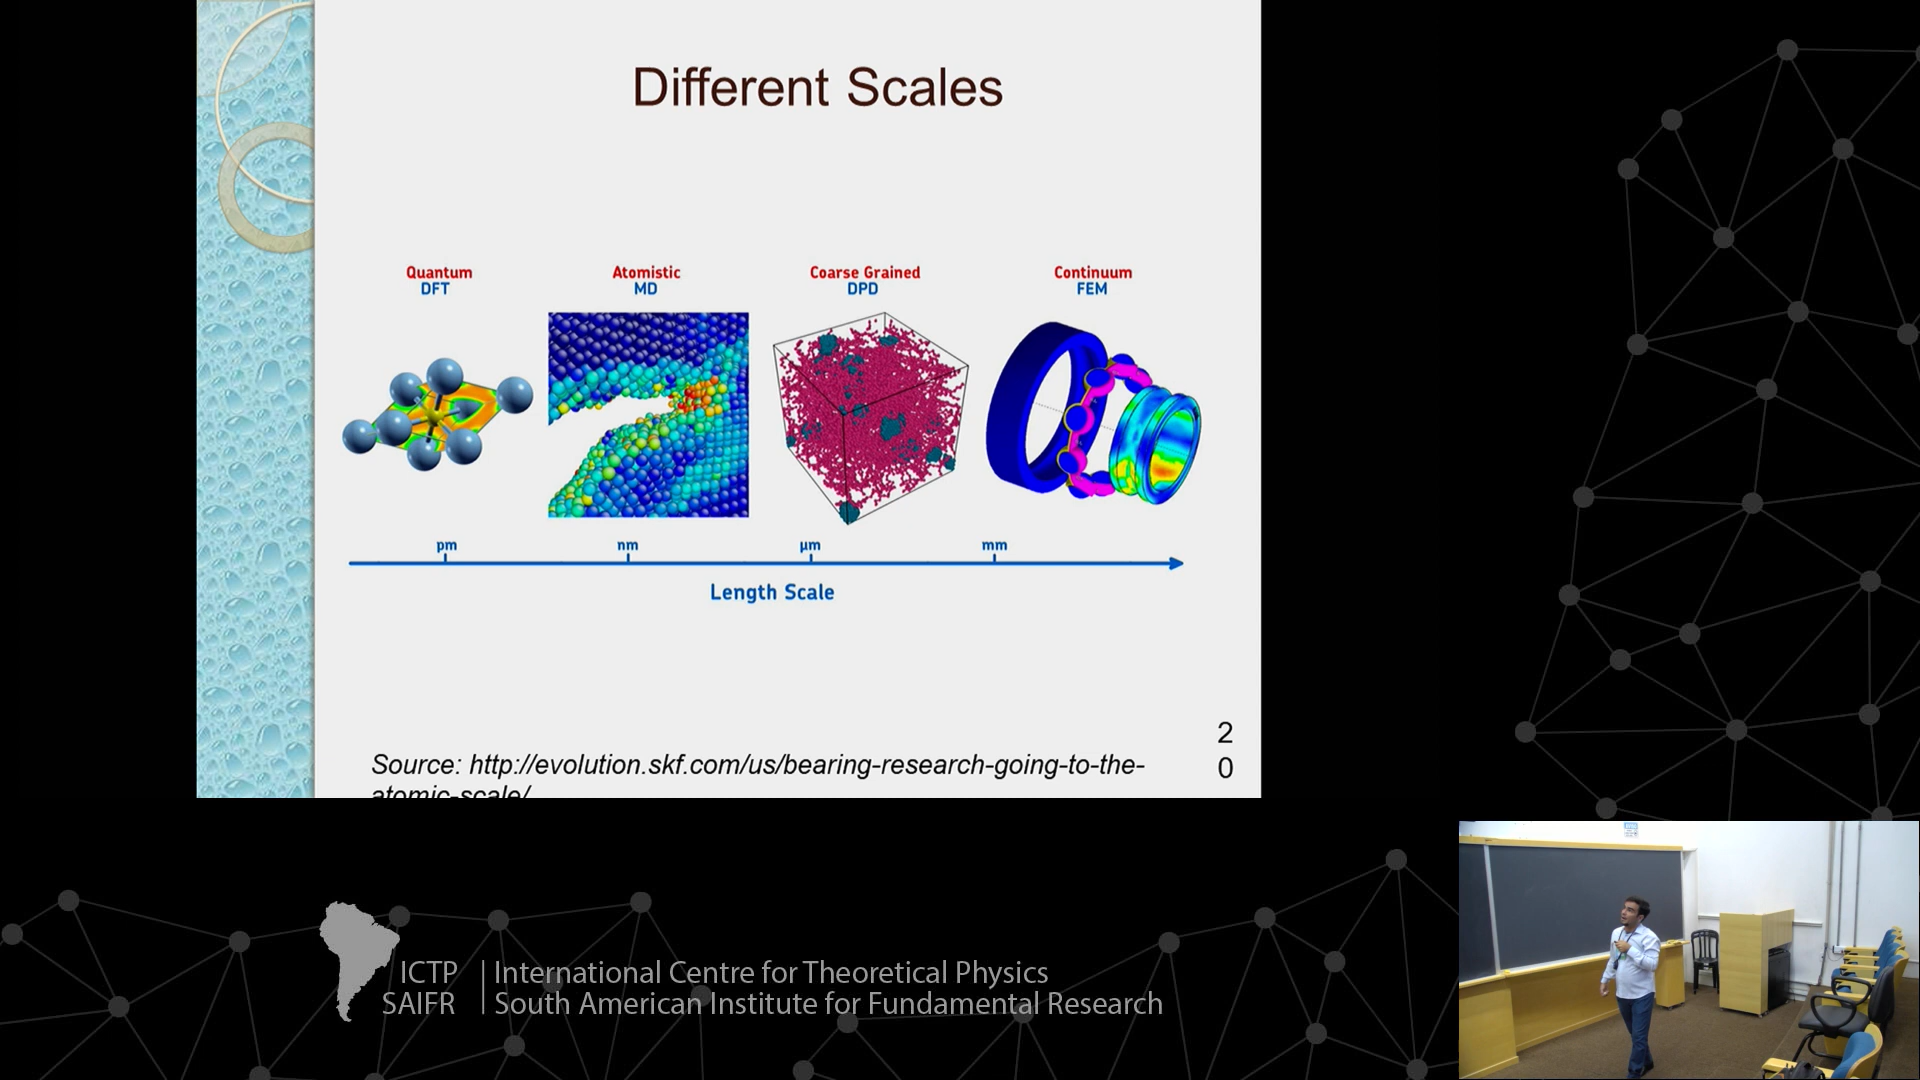 Different Scales
Quantum
DFT
Atomistic
MD
Coarse Grained
DPD
Continuum
FEM
pm
nm
µm
mm
Length Scale
Source: http://evolution.skf.com/us/bearing-research-going-to-the-
atomic-scale/
2
0
ICTP
SAIFR
International Centre for Theoretical Physics
South American Institute for Fundamental Research